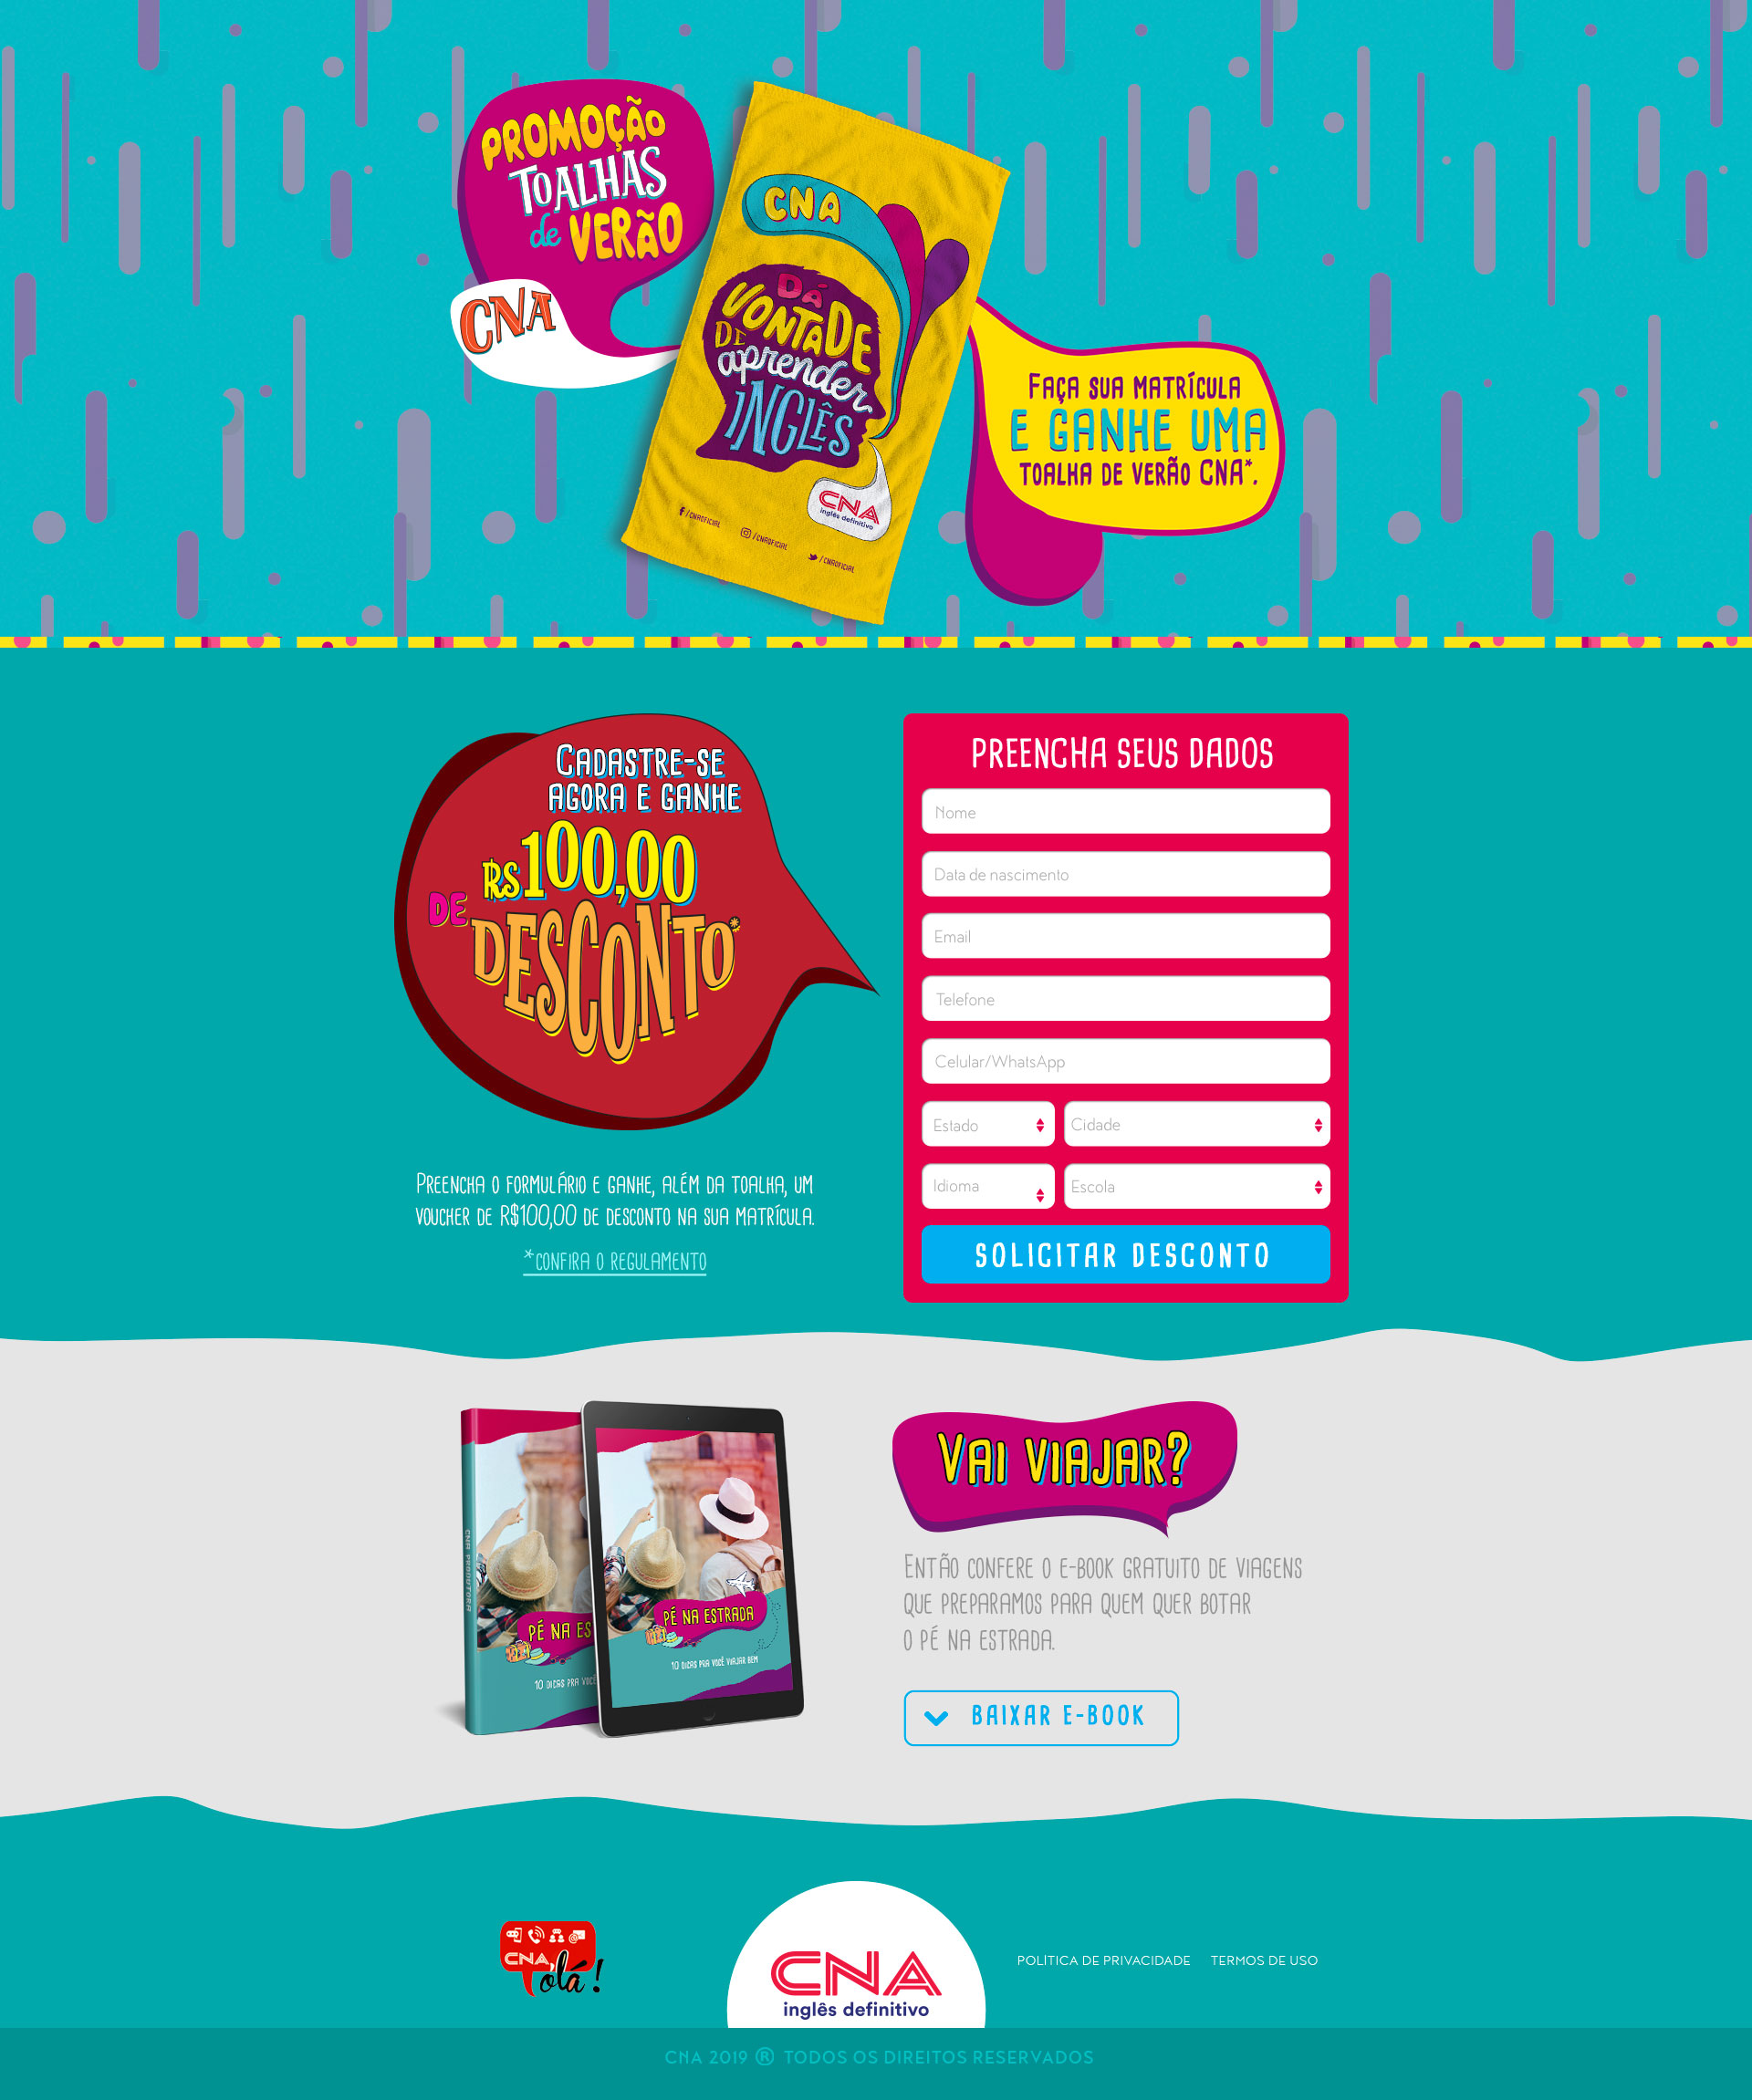 PROMOÇÃO
TOALHAS
de VERÃO
CNA
CNA
DÁ
VONTADE
DE
aprender
INGLÊS
CNA
inglês definitivo
/CNAOFICIAL
/CNAOFICIAL
/CNAOFICIAL
FAÇA SUA MATRÍCULA
E GANHE UMA
TOALHA DE VERÃO CNA*.
CADASTRE-SE
AGORA E GANHE
R$100,00
DE
DESCONTO*
PREENCHA O FORMULÁRIO E GANHE, ALÉM DA TOALHA, UM
VOUCHER DE R$100,00 DE DESCONTO NA SUA MATRÍCULA.
*CONFIRA O REGULAMENTO
PREENCHA SEUS DADOS
Nome
Data de nascimento
Email
Telefone
Celular/WhatsApp
Estado
Cidade
Idioma
Escola
SOLICITAR DESCONTO
CNA PRODUTORA
PÉ NA ES
10 DICAS PRA VOCÊ
PÉ NA ESTRADA
10 DICAS PRA VOCÊ VIAJAR BEM
VAI VIAJAR?
ENTÃO CONFERE O E-BOOK GRATUITO DE VIAGENS
QUE PREPARAMOS PARA QUEM QUER BOTAR
O PÉ NA ESTRADA.
BAIXAR E-BOOK
CNA,
olá!
CNA
inglês definitivo
POLÍTICA DE PRIVACIDADE
TERMOS DE USO
CNA 2019 ® TODOS OS DIREITOS RESERVADOS